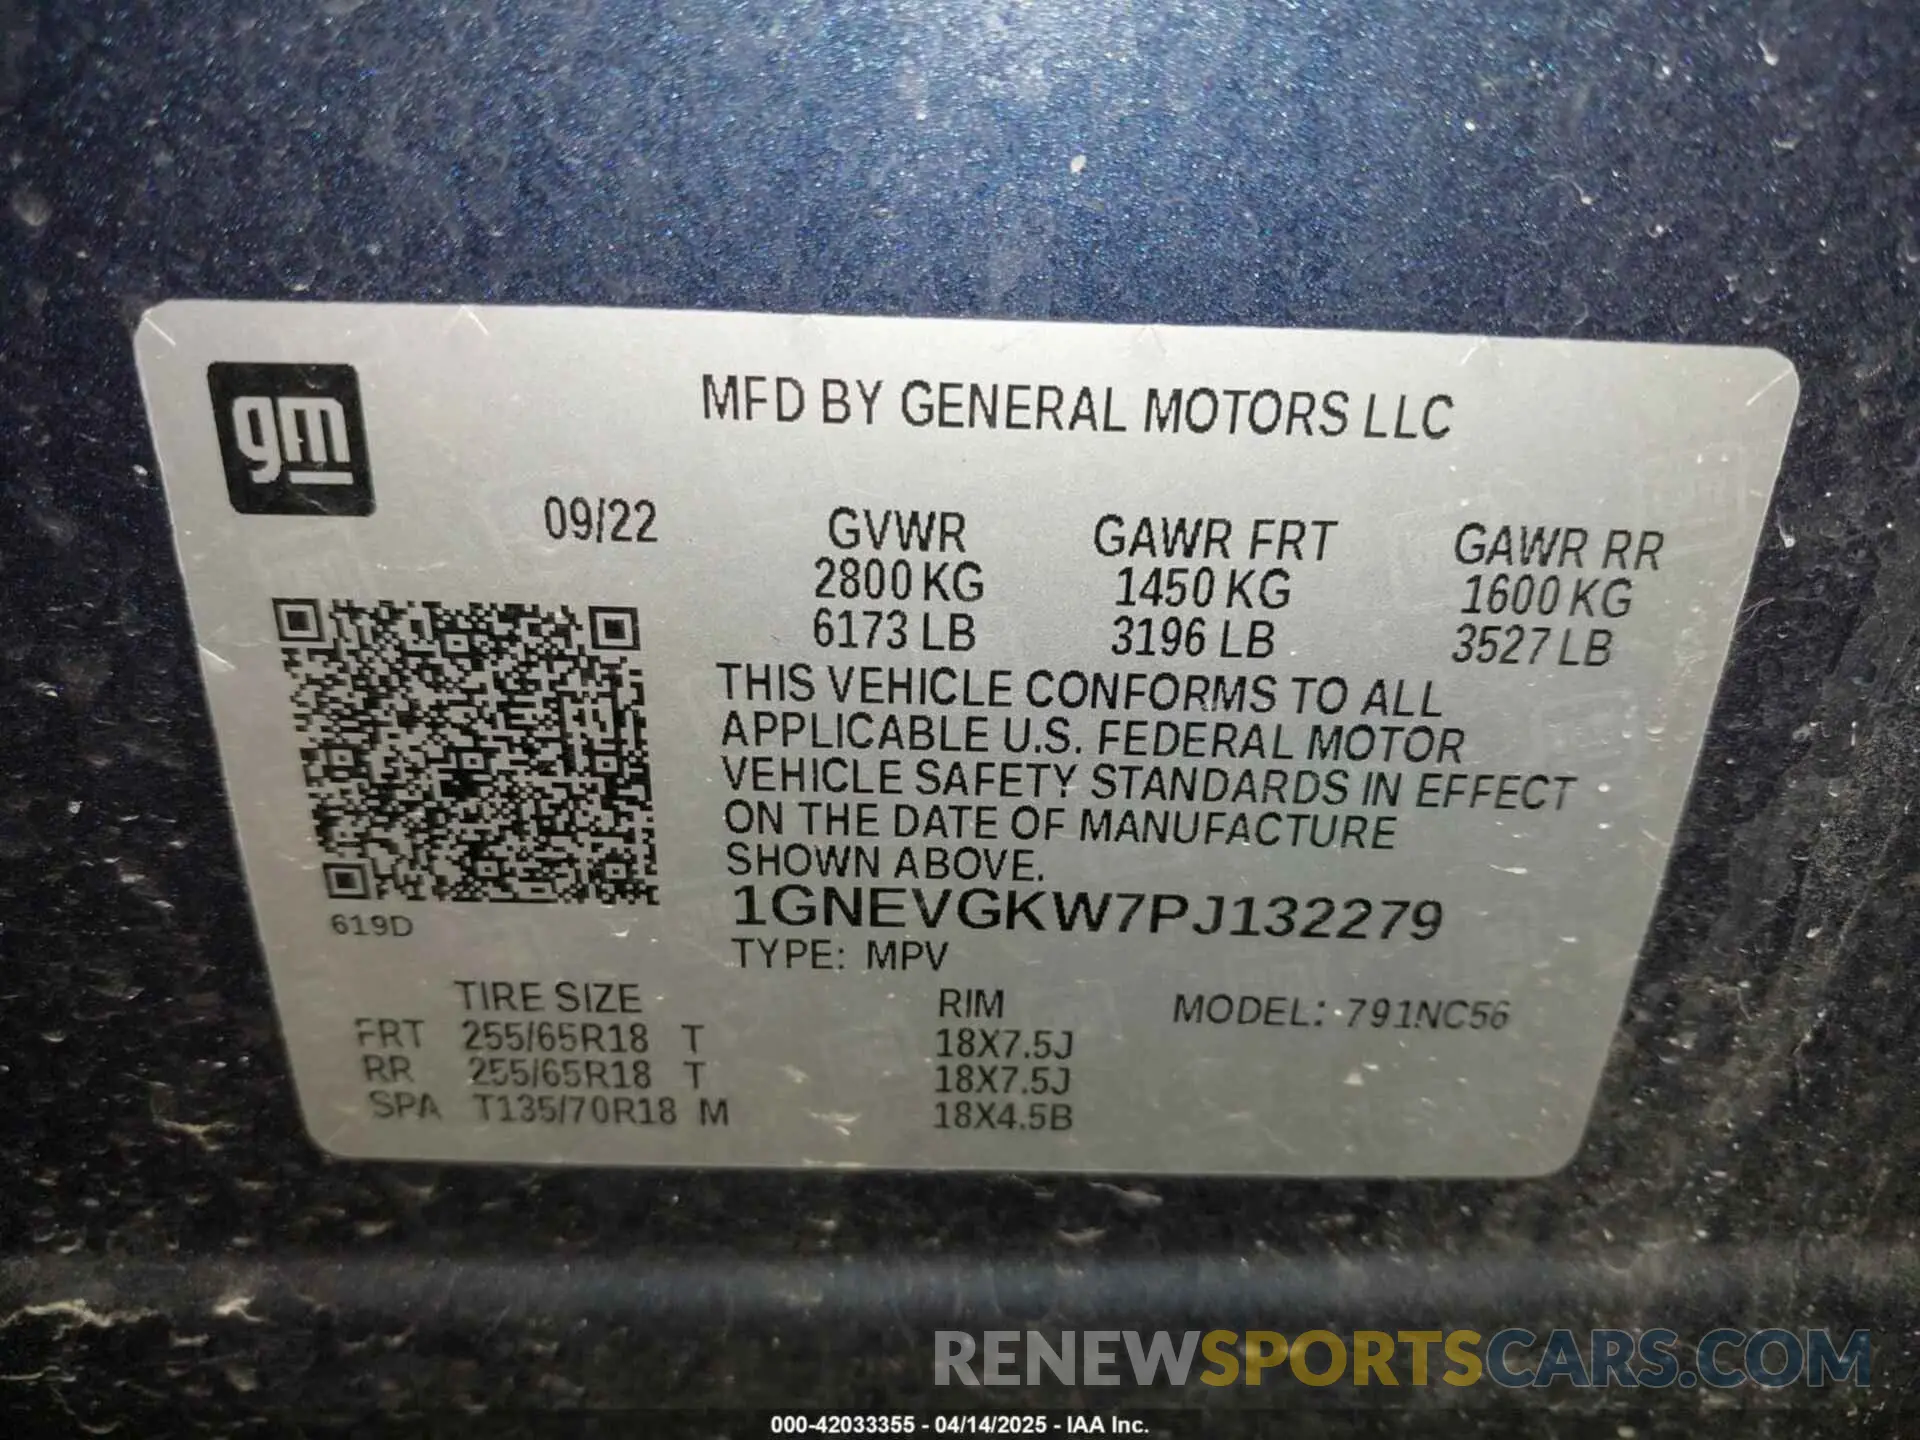 gm
MFD BY GENERAL MOTORS LLC
09/22 GVWR GAWR FRT GAWR RR
2800 KG 1450 KG 1600 KG
6173 LB 3196 LB 3527 LB
THIS VEHICLE CONFORMS TO ALL
APPLICABLE U.S. FEDERAL MOTOR
VEHICLE SAFETY STANDARDS IN EFFECT
ON THE DATE OF MANUFACTURE
SHOWN ABOVE.
1GNEVGKW7PJ132279
619D
TYPE: MPV
TIRE SIZE RIM MODEL: 791NC56
FRT 255/65R18 T 18X7.5J
RR 255/65R18 T 18X7.5J
SPA T135/70R18 M 18X4.5B
RENEWSPORTSCARS.COM
000-42033355 - 04/14/2025 - IAA Inc.